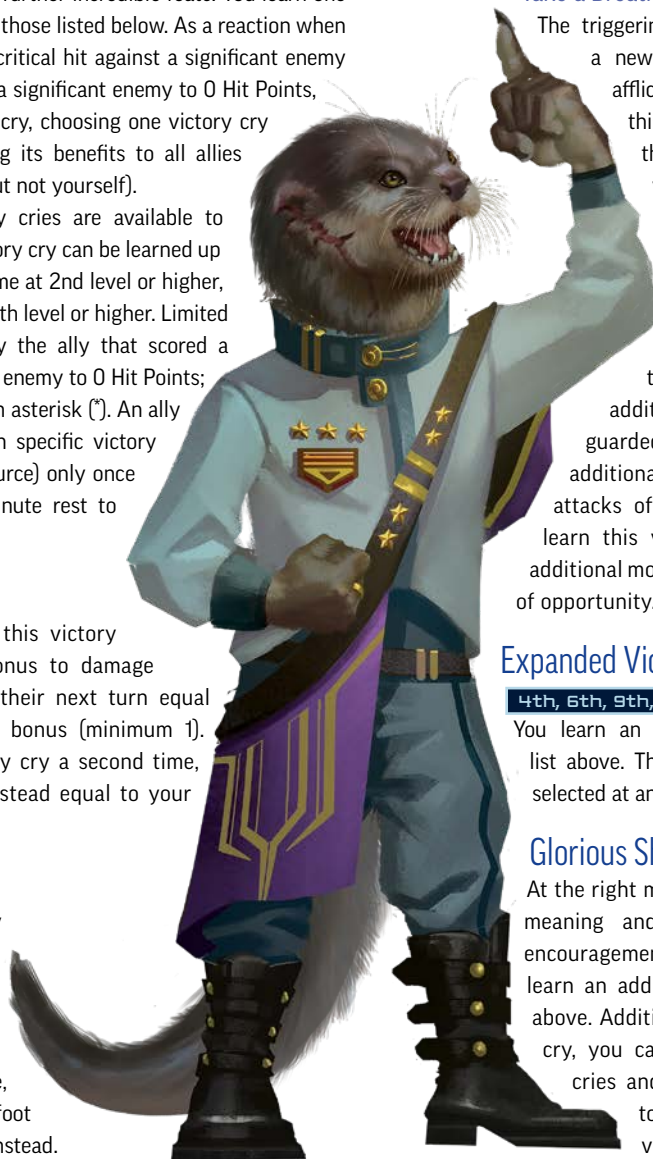 further incredible feats. You learn one
those listed below. As a reaction when
critical hit against a significant enemy
a significant enemy to 0 Hit Points,
cry, choosing one victory cry
g its benefits to all allies
ut not yourself).
y cries are available to
ory cry can be learned up
me at 2nd level or higher,
th level or higher. Limited
y the ally that scored a
enemy to 0 Hit Points;
n asterisk (*). An ally
n specific victory
urce) only once
nute rest to
this victory
onus to damage
their next turn equal
bonus (minimum 1).
y cry a second time,
stead equal to your
e,
foot
nstead.
The triggerin
a new
afflic
thi
th
t
addit
guarded
additiona
attacks of
learn this v
additional mo
of opportunity.
Expanded Vic
4th, 6th, 9th,
You learn an
list above. Th
selected at an
Glorious Sl
At the right m
meaning and
encouragemen
learn an add
above. Additi
cry, you ca
cries and
to
v